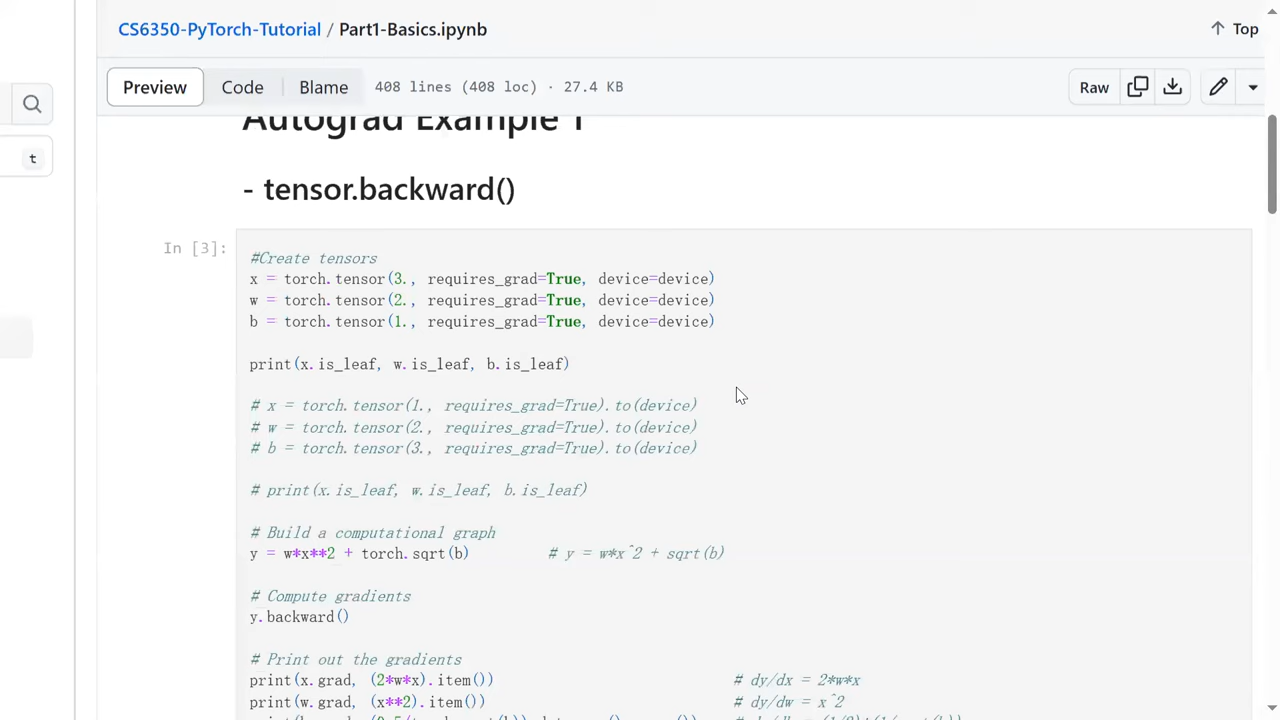 CS6350-PyTorch-Tutorial / Part1-Basics.ipynb
Top
Preview Code Blame 408 lines (408 loc) · 27.4 KB
Raw
t
Autograd Example 1
- tensor.backward()
In [3]:
#Create tensors
x = torch.tensor(3., requires_grad=True, device=device)
w = torch.tensor(2., requires_grad=True, device=device)
b = torch.tensor(1., requires_grad=True, device=device)
print(x.is_leaf, w.is_leaf, b.is_leaf)
# x = torch.tensor(1., requires_grad=True).to(device)
# w = torch.tensor(2., requires_grad=True).to(device)
# b = torch.tensor(3., requires_grad=True).to(device)
# print(x.is_leaf, w.is_leaf, b.is_leaf)
# Build a computational graph
y = w*x**2 + torch.sqrt(b) # y = w*x^2 + sqrt(b)
# Compute gradients
y.backward()
# Print out the gradients
print(x.grad, (2*w*x).item()) # dy/dx = 2*w*x
print(w.grad, (x**2).item()) # dy/dw = x^2